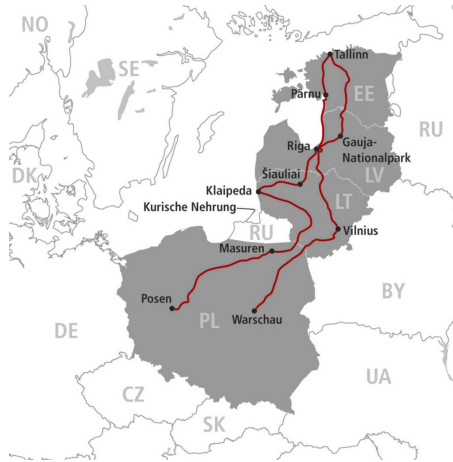 NO
SE
Tallinn
Pärnu
EE
RU
Riga
Gauja-
Nationalpark
DK
Šiauliai
LV
Klaipeda
LT
Kurische Nehrung
RU
Vilnius
Masuren
BY
Posen
PL
Warschau
DE
UA
CZ
SK